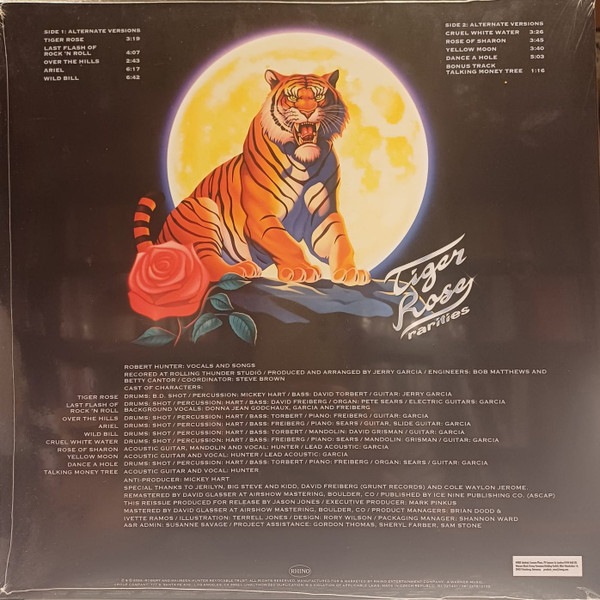 SIDE 1: ALTERNATE VERSIONS
TIGER ROSE 3:19
LAST FLASH OF
ROCK 'N ROLL 4:07
OVER THE HILLS 2:43
ARIEL 6:17
WILD BILL 6:42
SIDE 2: ALTERNATE VERSIONS
CRUEL WHITE WATER 3:26
ROSE OF SHARON 3:45
YELLOW MOON 3:40
DANCE A HOLE 5:03
BONUS TRACK
TALKING MONEY TREE 1:16
Tiger
Rose
rarities
ROBERT HUNTER: VOCALS AND SONGS
RECORED AT ROLLING THUNDER STUDIO / PRODUCED AND ARRANGED BY JERRY GARCIA / ENGINEERS: BOB MATTHEWS AND
BETTY CANTOR / COORDINATOR: STEVE BROWN
CAST OF CHARACTERS:
TIGER ROSE DRUMS: B.D. SHOT / PERCUSSION: MICKEY HART / BASS: DAVID TORBERT / GUITAR: JERRY GARCIA
LAST FLASH OF DRUMS: SHOT / PERCUSSION: HART / BASS: DAVID FREIBERG / ORGAN: PETE SEARS / ELECTRIC GUITARS: GARCIA
ROCK 'N ROLL BACKGROUND VOCALS: DONNA JEAN GODCHAUX, GARCIA AND FREIBERG
OVER THE HILLS DRUMS: SHOT / PERCUSSION: HART / BASS: TORBERT / PIANO: FREIBERG / GUITAR: GARCIA
ARIEL DRUMS: SHOT / PERCUSSION: HART / BASS: FREIBERG / PIANO: SEARS / GUITAR, SLIDE GUITAR: GARCIA
WILD BILL DRUMS: SHOT / PERCUSSION: HART / BASS: TORBERT / MANDOLIN: DAVID GRISMAN / GUITAR: GARCIA
CRUEL WHITE WATER DRUMS: SHOT / PERCUSSION: HART / BASS: FREIBERG / PIANO: SEARS / MANDOLIN: GRISMAN / GUITAR: GARCIA
ROSE OF SHARON ACOUSTIC GUITAR, MANDOLIN AND VOCAL: HUNTER / LEAD ACOUSTIC: GARCIA
YELLOW MOON ACOUSTIC GUITAR AND VOCAL: HUNTER / LEAD ACOUSTIC: GARCIA
DANCE A HOLE DRUMS: SHOT / PERCUSSION: HART / BASS: TORBERT / PIANO: FREIBERG / ORGAN: SEARS / GUITAR: GARCIA
TALKING MONEY TREE ACOUSTIC GUITAR AND VOCAL: HUNTER
ANTI-PRODUCER: MICKEY HART
SPECIAL THANKS TO JERILYN, BIG STEVE AND KIDD, DAVID FREIBERG (GRUNT RECORDS) AND COLE WAYLON JEROME.
REMASTERED BY DAVID GLASSER AT AIRSHOW MASTERING, BOULDER, CO / PUBLISHED BY ICE NINE PUBLISHING CO. (ASCAP)
THIS REISSUE PRODUCED FOR RELEASE BY JASON JONES / EXECUTIVE PRODUCER: MARK PINKUS
MASTERED BY DAVID GLASSER AT AIRSHOW MASTERING, BOULDER, CO / PRODUCT MANAGERS: BRIAN DODD &
IVETTE RAMOS / ILLUSTRATION: TERRELL JONES / DESIGN: RORY WILSON / PACKAGING MANAGER: SHANNON WARD
A&R ADMIN: SUSANNE SAVAGE / PROJECT ASSISTANCE: GORDON THOMAS, SHERYL FARBER, SAM STONE
RHINO